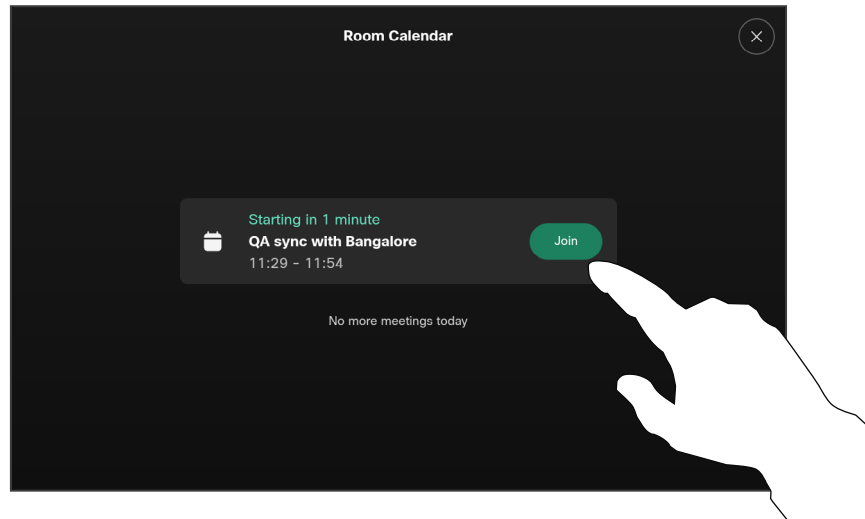 Room Calendar
Starting in 1 minute
QA sync with Bangalore
11:29 - 11:54
Join
No more meetings today